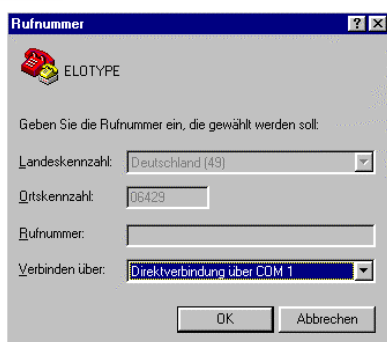 Rufnummer
ELOTYPE
Geben Sie die Rufnummer ein, die gewählt werden soll:
Landeskennzahl: Deutschland (49)
Ortskennzahl: 06429
Rufnummer:
Verbinden über: Direktverbindung über COM 1
OK Abbrechen